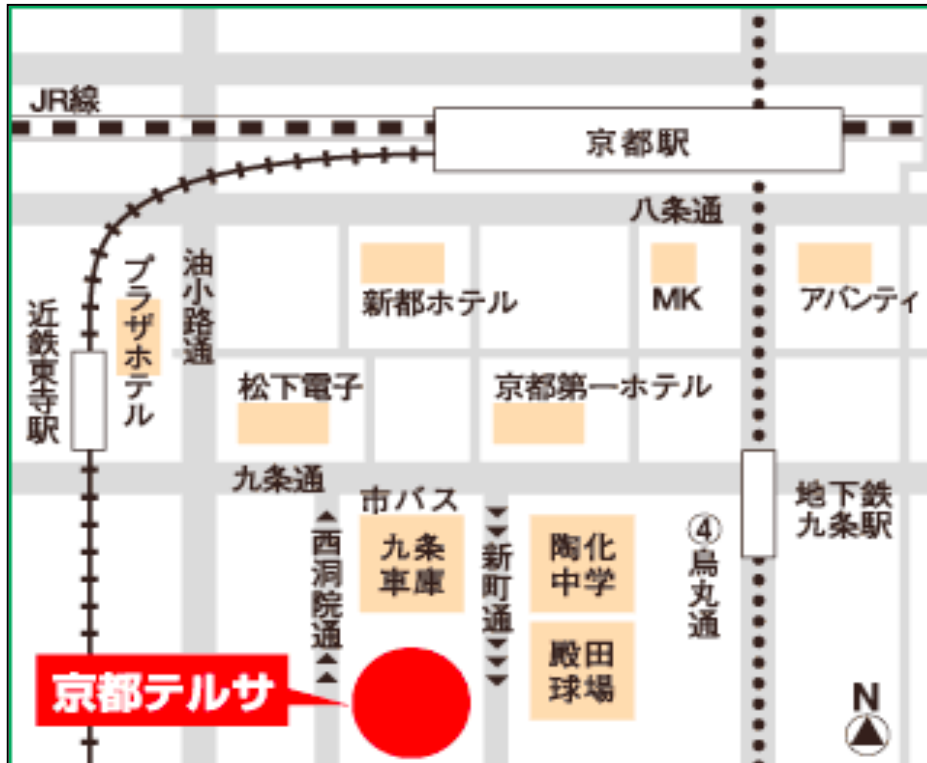 JR線
京都駅
八条通
油小路通
プラザホテル
近鉄東寺駅
新都ホテル
MK
アバンティ
松下電子
京都第一ホテル
九条通
市バス
九条
車庫
西洞院通
新町通
陶化
中学
④烏丸通
地下鉄
九条駅
殿田
球場
京都テルサ
N